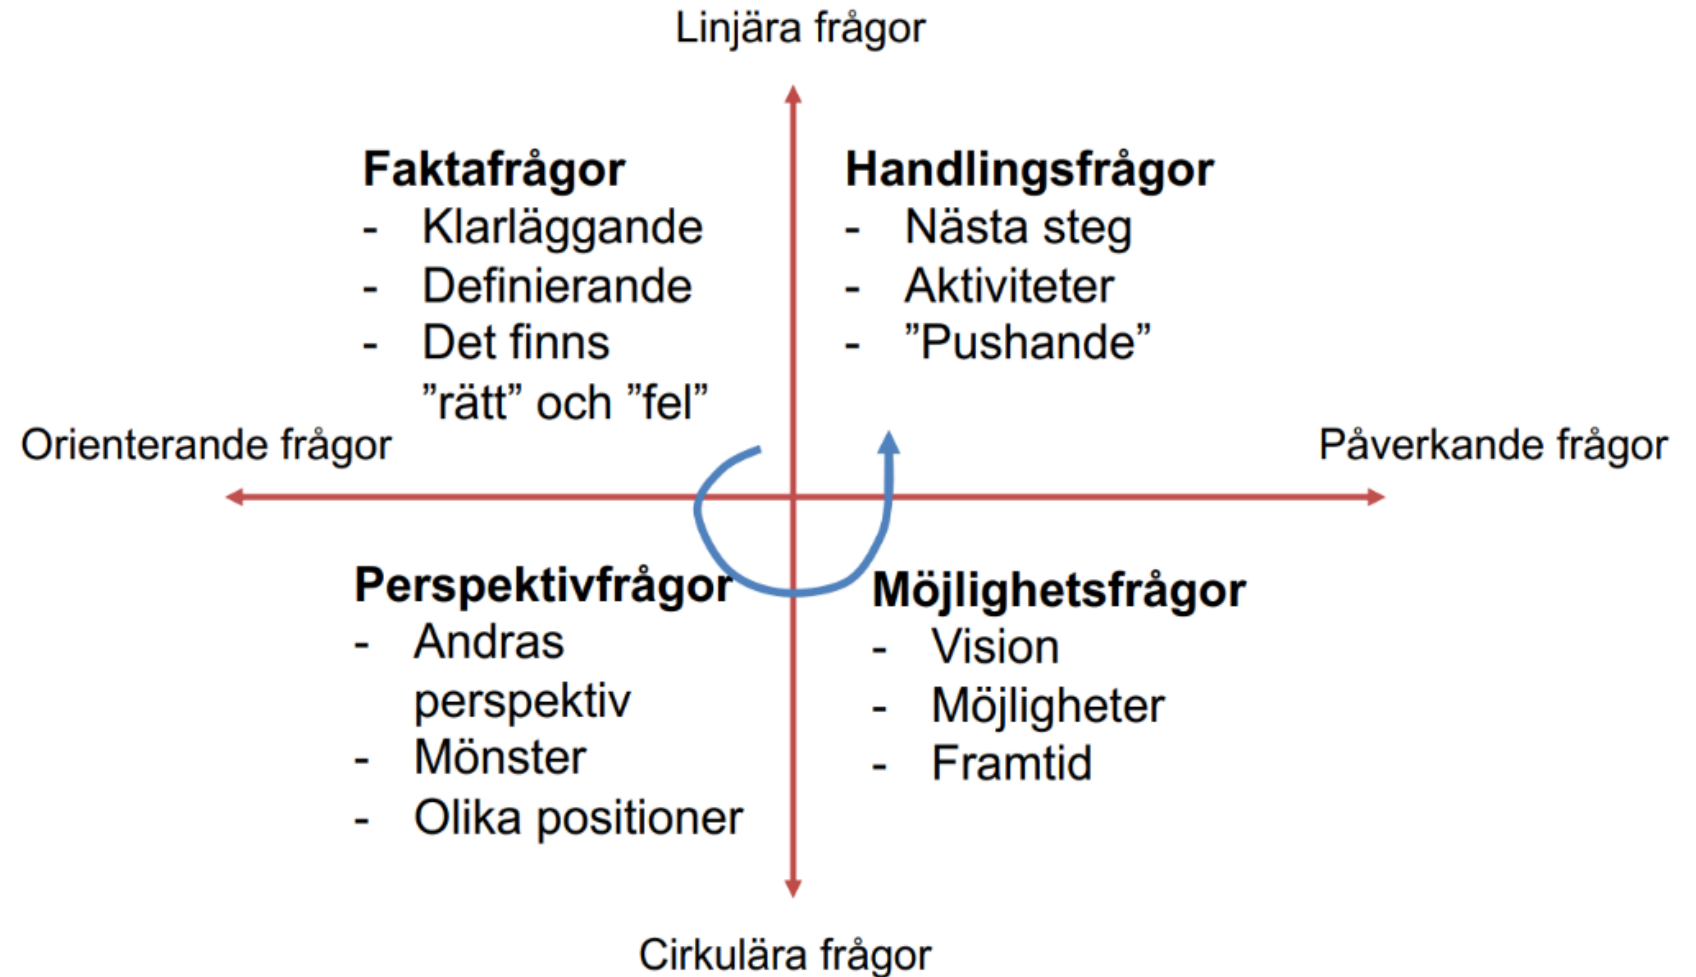 Linjära frågor
Faktafrågor
- Klarläggande
- Definierande
- Det finns
”rätt” och ”fel”
Handlingsfrågor
- Nästa steg
- Aktiviteter
- ”Pushande”
Orienterande frågor
Påverkande frågor
Perspektivfrågor
- Andras
perspektiv
- Mönster
- Olika positioner
Möjlighetsfrågor
- Vision
- Möjligheter
- Framtid
Cirkulära frågor